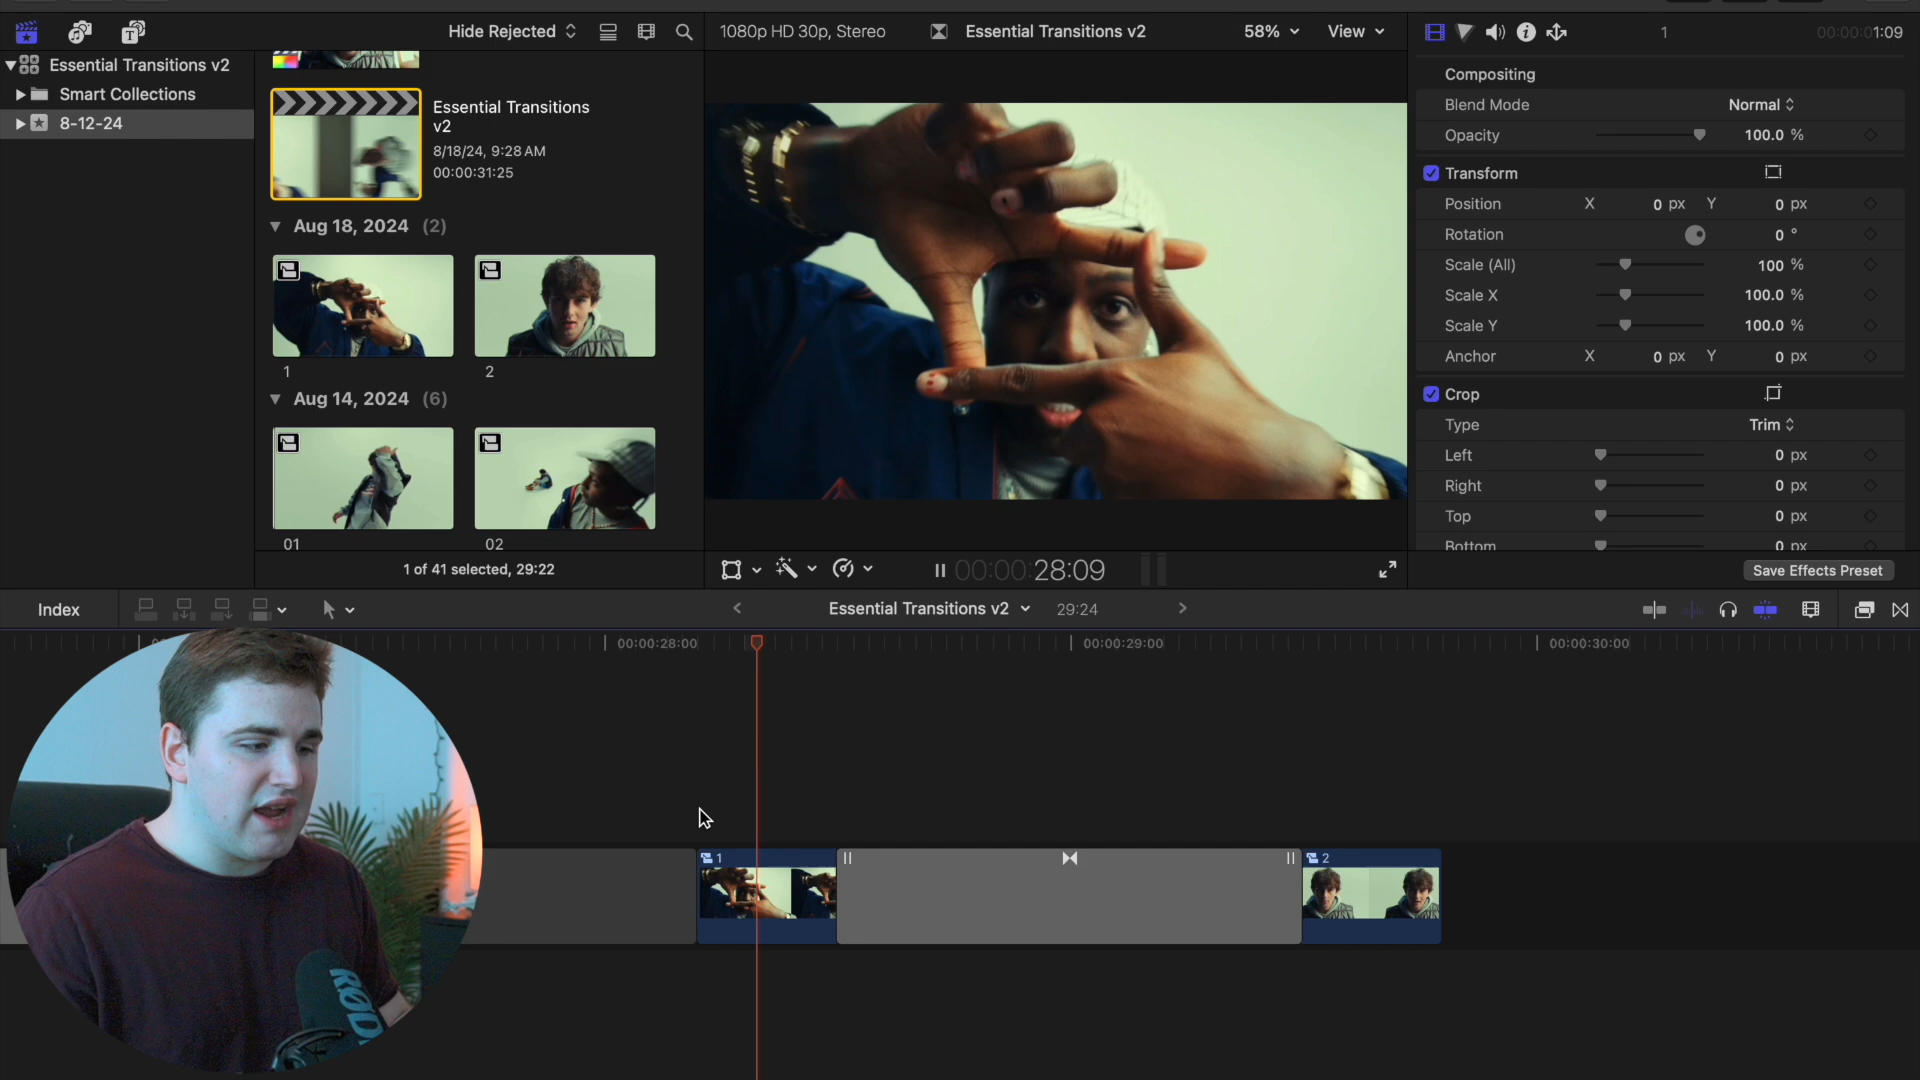 Hide Rejected
1080p HD 30p, Stereo
Essential Transitions v2
58%
View
1
00:00:01:09
Essential Transitions v2
Smart Collections
8-12-24
Essential Transitions
v2
8/18/24, 9:28 AM
00:00:31:25
Aug 18, 2024 (2)
1
2
Aug 14, 2024 (6)
01
02
1 of 41 selected, 29:22
Compositing
Blend Mode Normal
Opacity 100.0 %
Transform
Position X 0 px Y 0 px
Rotation 0 °
Scale (All) 100 %
Scale X 100.0 %
Scale Y 100.0 %
Anchor X 0 px Y 0 px
Crop
Type Trim
Left 0 px
Right 0 px
Top 0 px
Bottom 0 px
00:00:28:09
Save Effects Preset
Index
Essential Transitions v2
29:24
00:00:28:00
00:00:29:00
00:00:30:00
1
2
RØDE